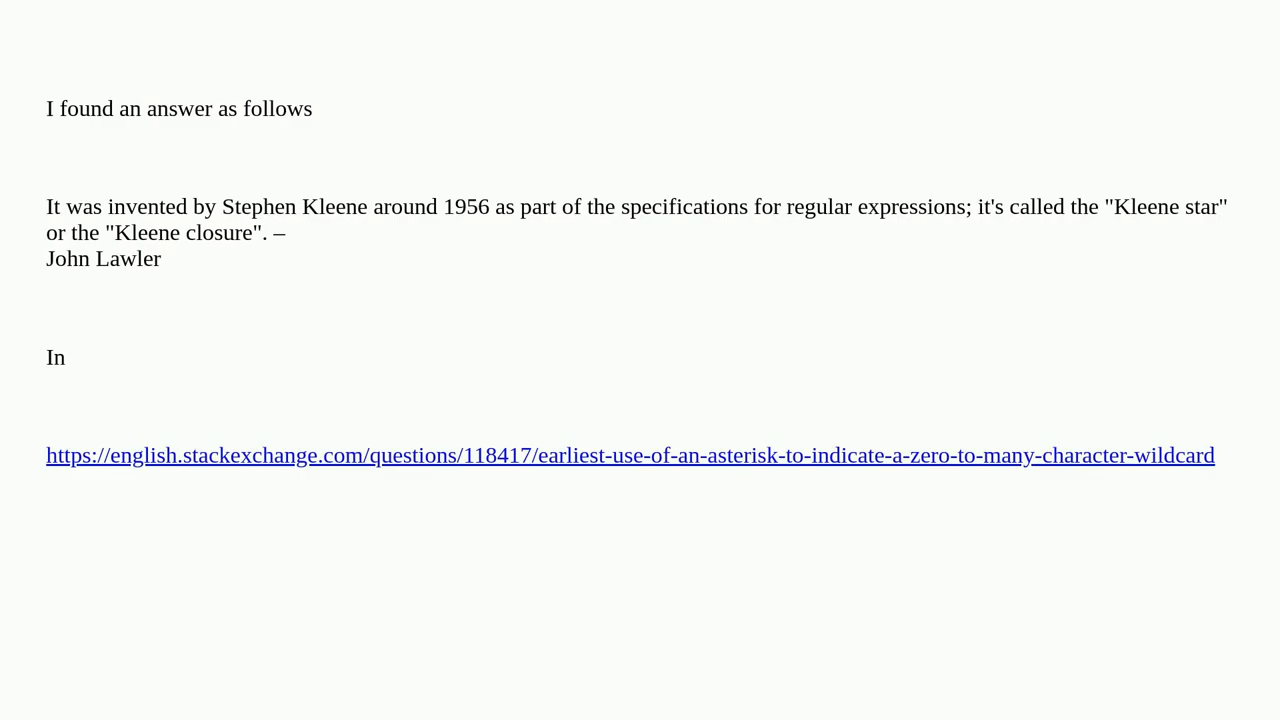 I found an answer as follows
It was invented by Stephen Kleene around 1956 as part of the specifications for regular expressions; it's called the "Kleene star"
or the "Kleene closure". –
John Lawler
In
https://english.stackexchange.com/questions/118417/earliest-use-of-an-asterisk-to-indicate-a-zero-to-many-character-wildcard